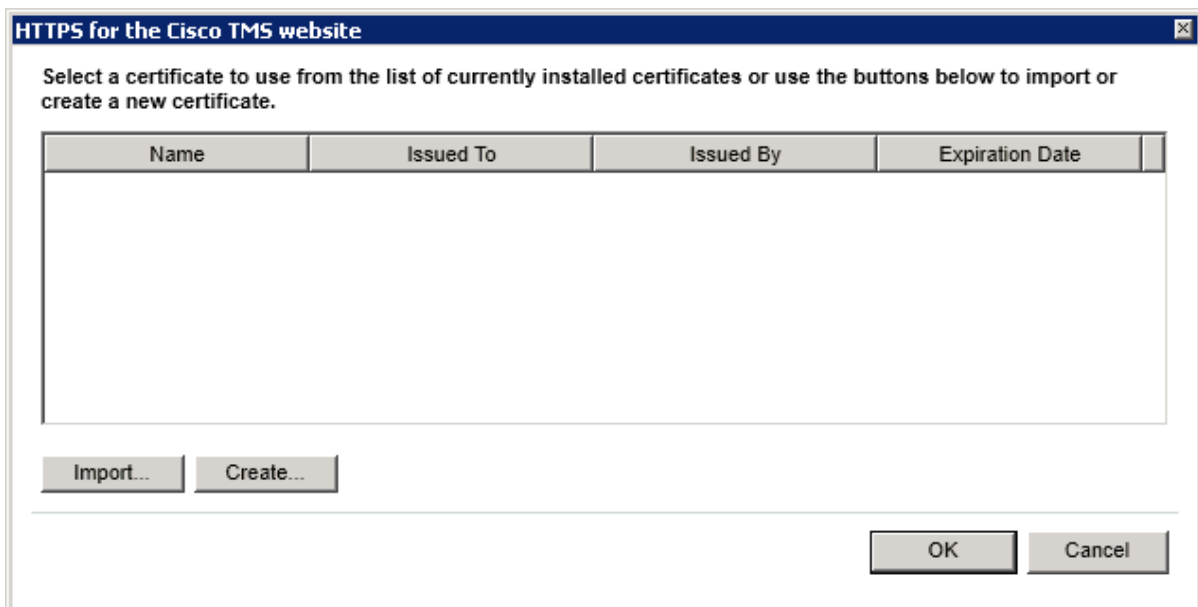 HTTPS for the Cisco TMS website
Select a certificate to use from the list of currently installed certificates or use the buttons below to import or
create a new certificate.
Name Issued To Issued By Expiration Date
Import... Create...
OK Cancel